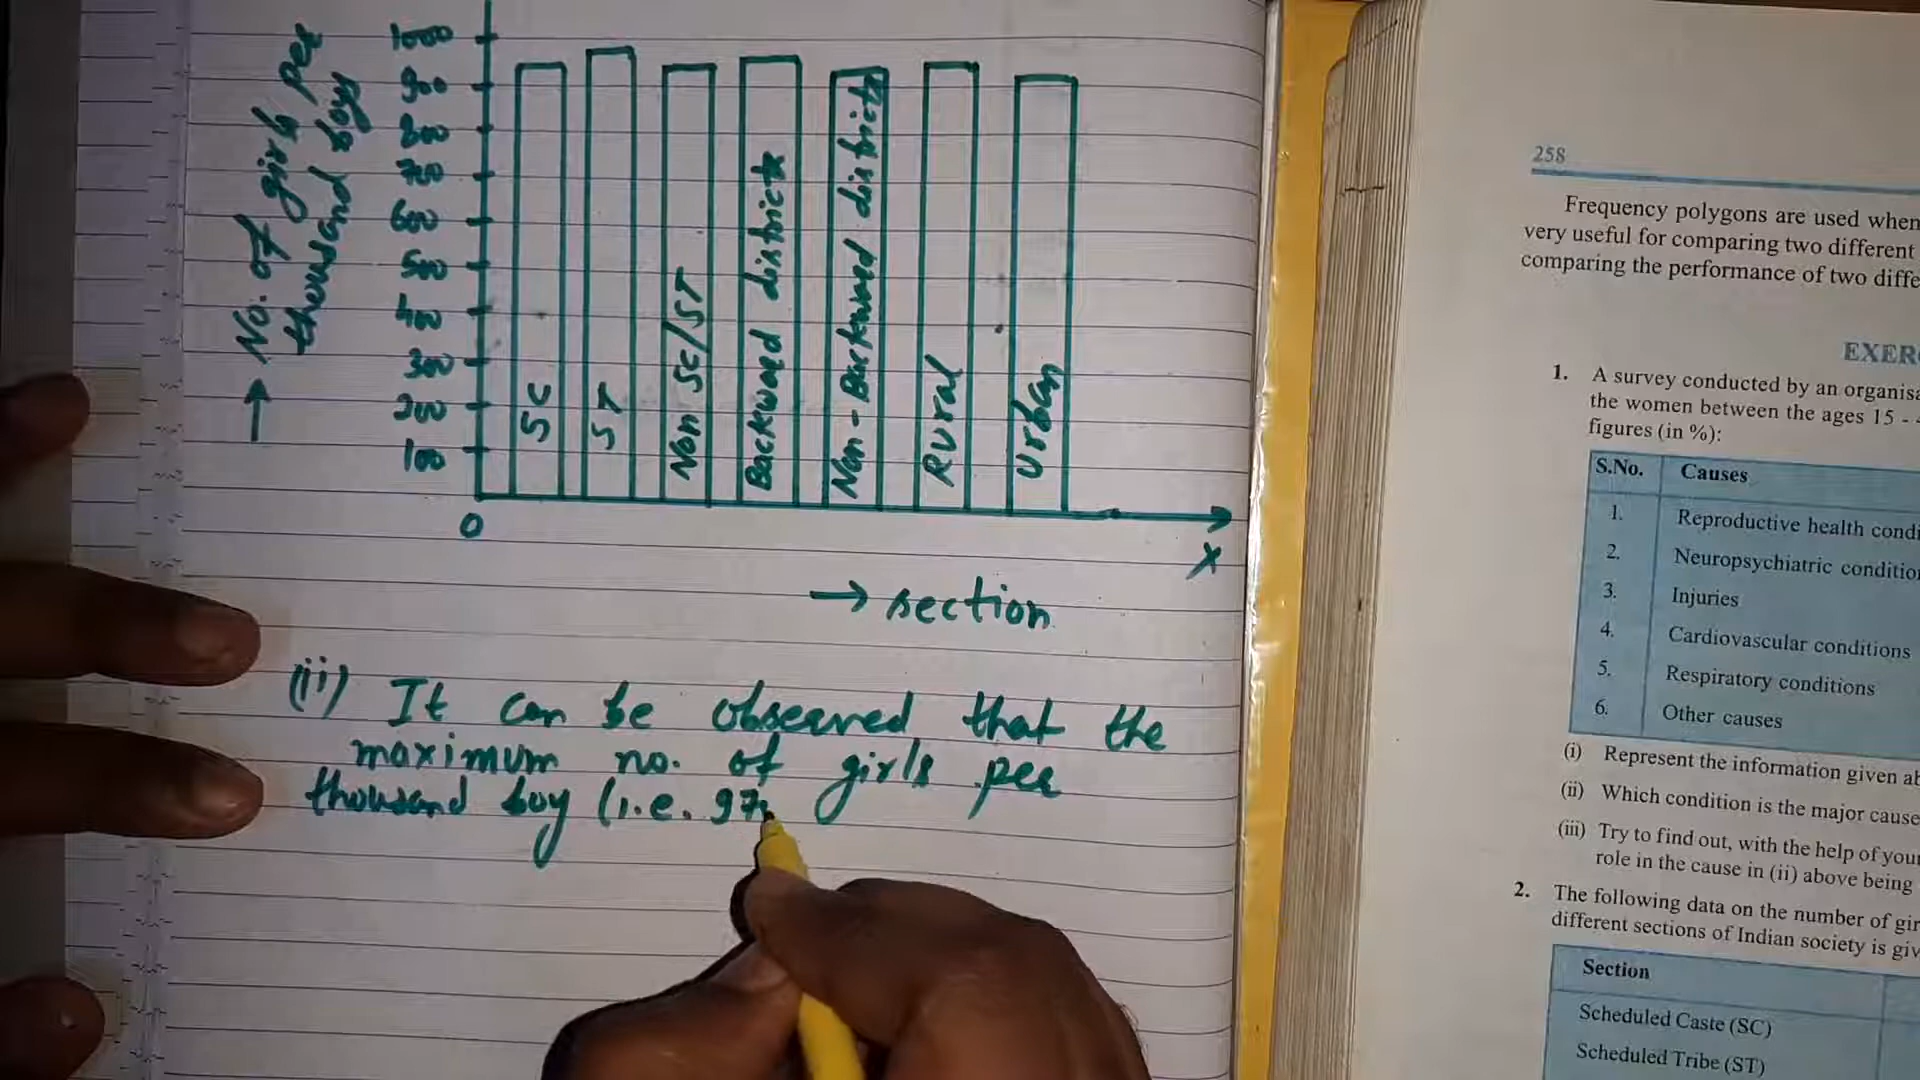 → No. of girls per
thousand boys
1000
900
800
700
600
500
400
300
200
100
0
SC
ST
Non SC/ST
Backward districts
Non-Backward districts
Rural
Urban
X
→ section
(ii) It can be observed that the
maximum no. of girls per
thousand boy (i.e. 97
258
Frequency polygons are used when
very useful for comparing two different
comparing the performance of two diffe
EXER
1. A survey conducted by an organisa
the women between the ages 15 -
figures (in %):
S.No. Causes
1. Reproductive health condi
2. Neuropsychiatric conditio
3. Injuries
4. Cardiovascular conditions
5. Respiratory conditions
6. Other causes
(i) Represent the information given ab
(ii) Which condition is the major cause
(iii) Try to find out, with the help of you
role in the cause in (ii) above being
2. The following data on the number of gir
different sections of Indian society is giv
Section
Scheduled Caste (SC)
Scheduled Tribe (ST)